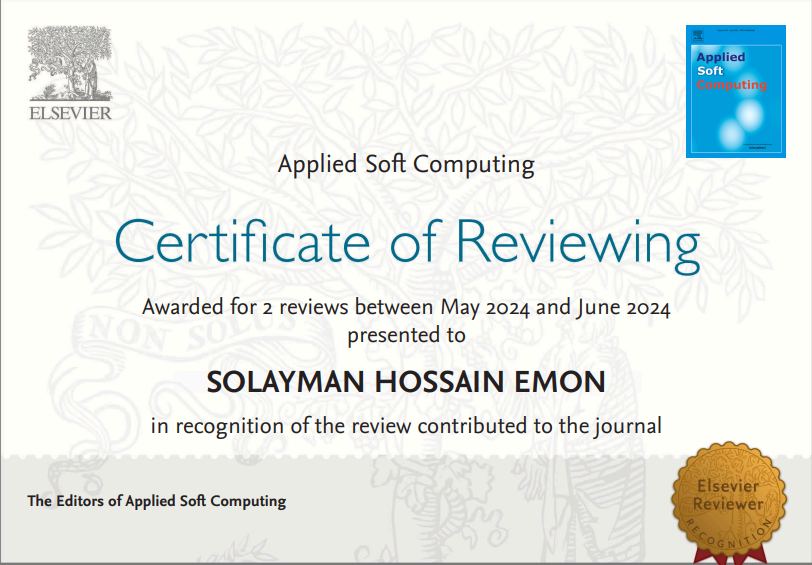 ELSEVIER
Applied
Soft
Computing
Applied Soft Computing
Certificate of Reviewing
Awarded for 2 reviews between May 2024 and June 2024
presented to
NON SOLUS
SOLAYMAN HOSSAIN EMON
in recognition of the review contributed to the journal
The Editors of Applied Soft Computing
Elsevier
Reviewer
RECOGNITION